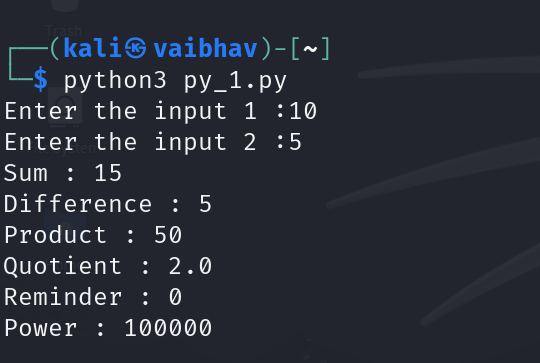 Trash
┌──(kali㉿vaibhav)-[~]
└─$ python3 py_1.py
Enter the input 1 :10
Enter the input 2 :5
Sum : 15
Difference : 5
Product : 50
Quotient : 2.0
Reminder : 0
Power : 100000